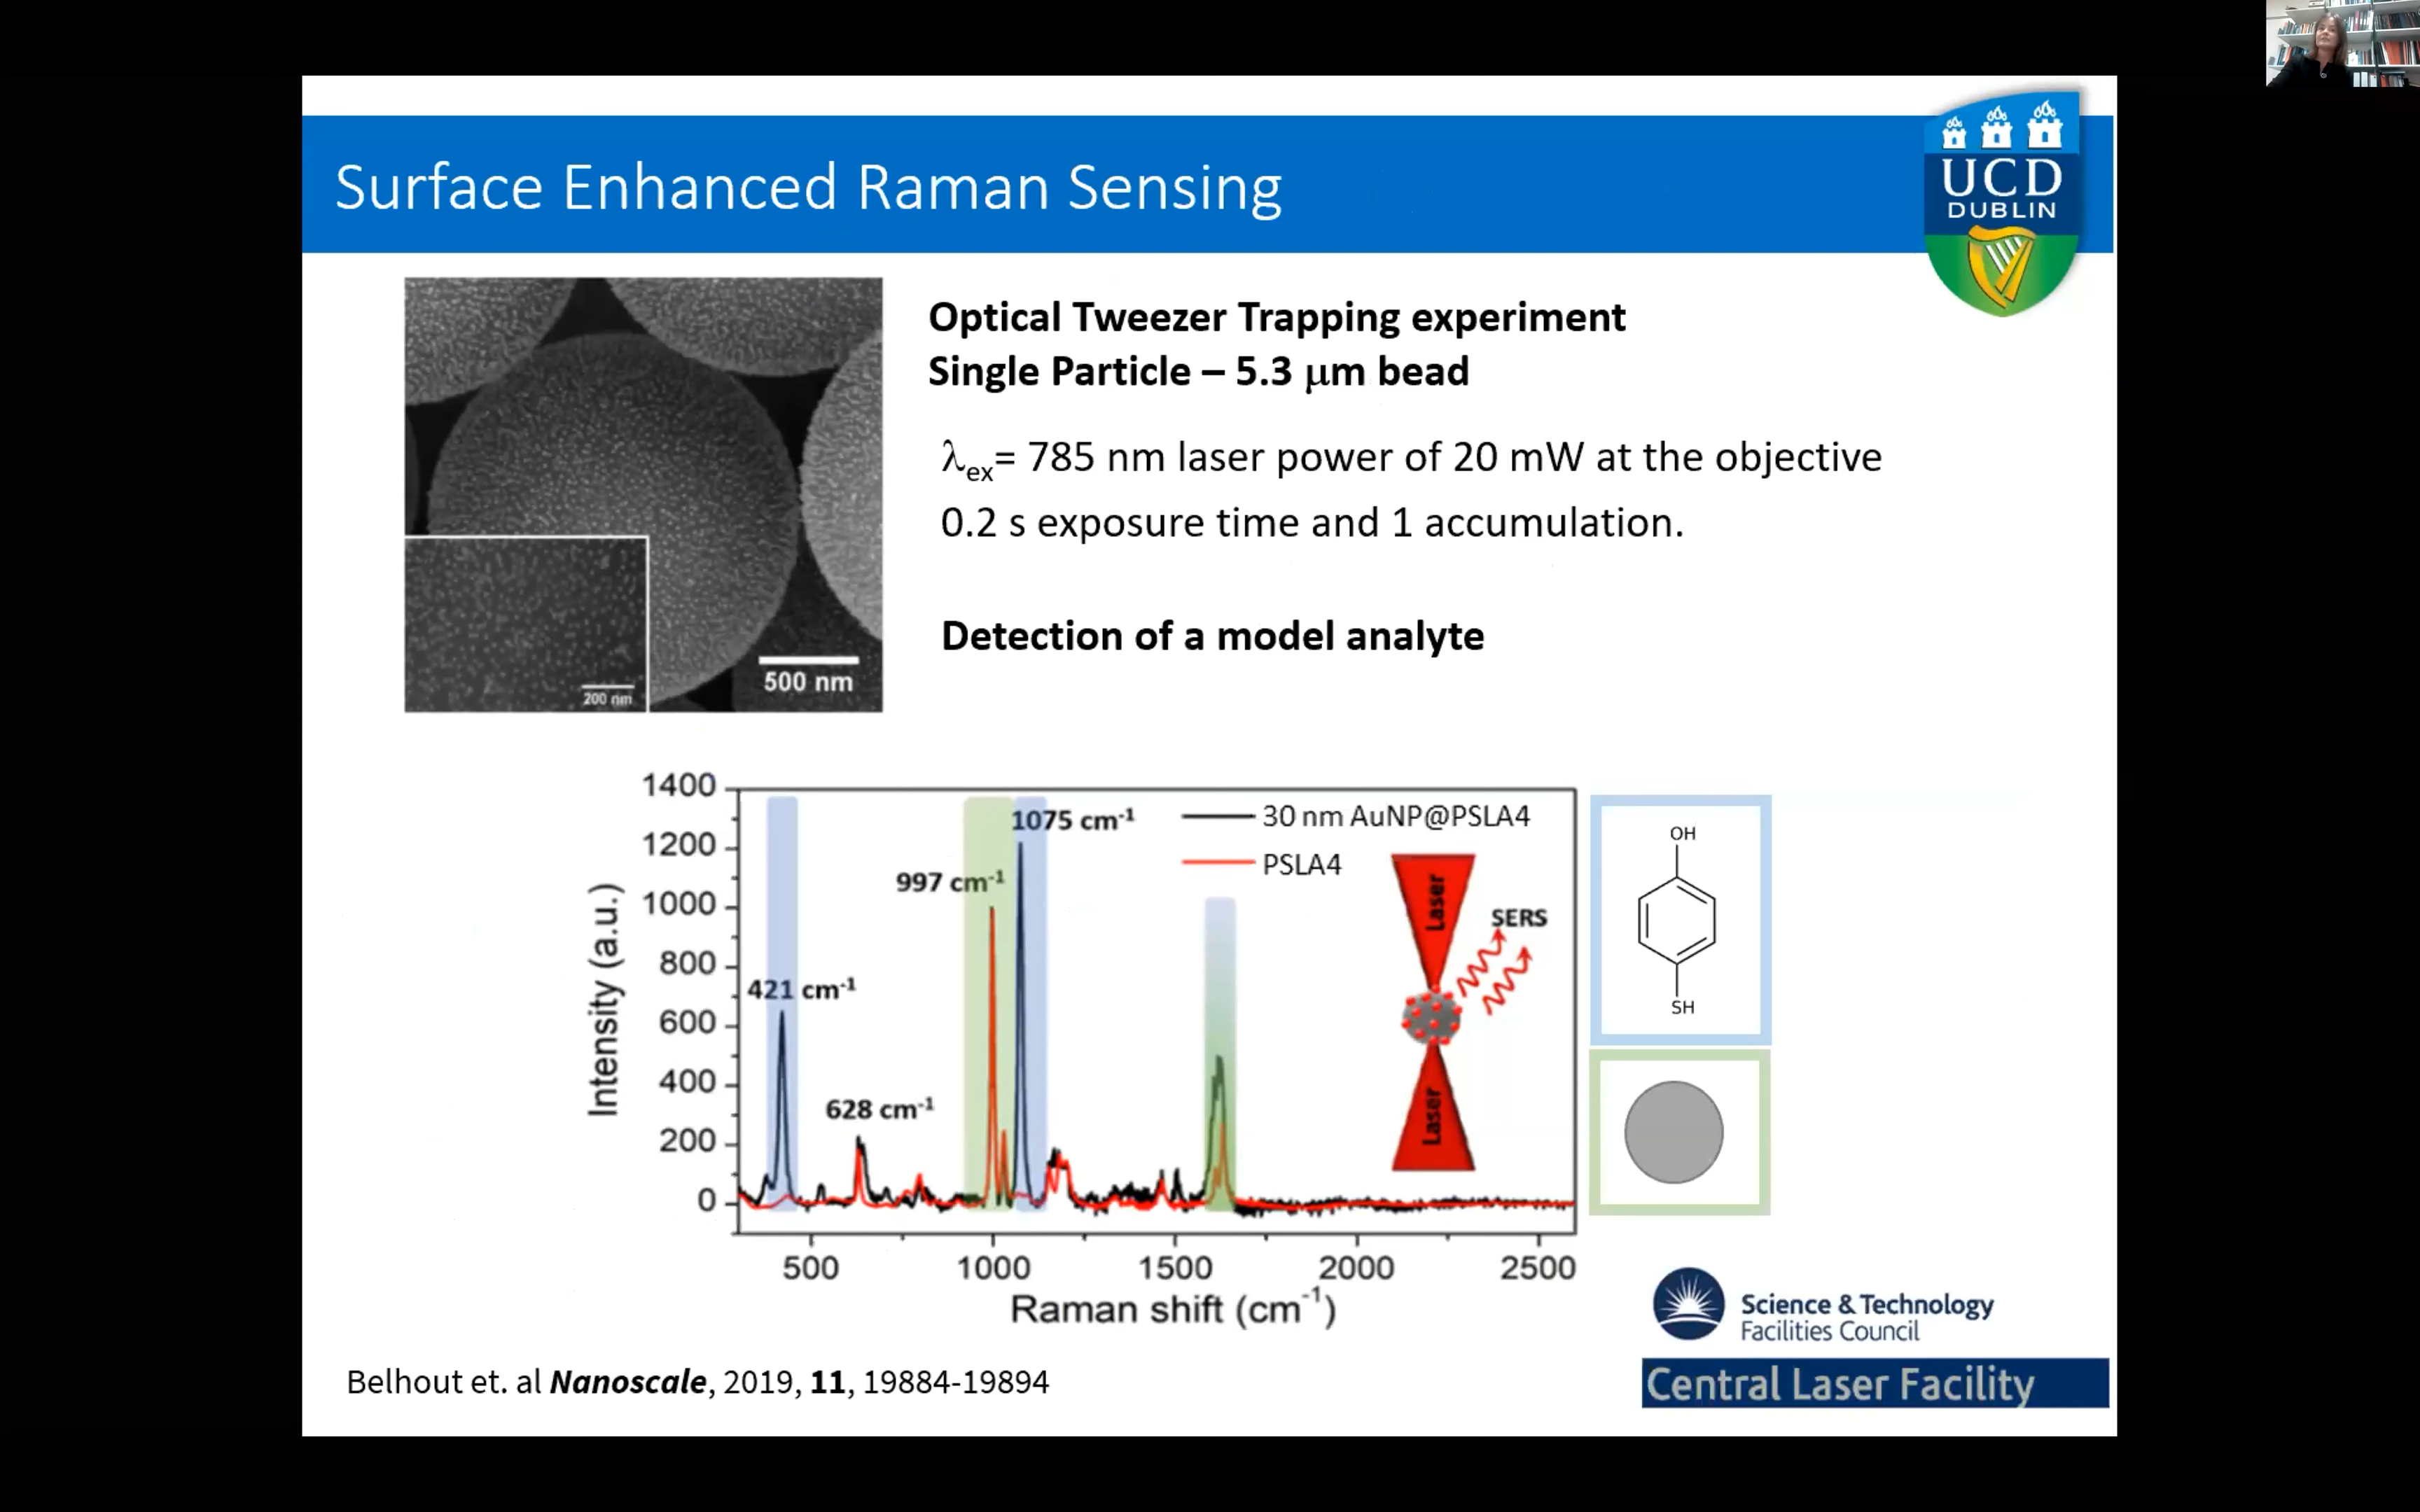 Surface Enhanced Raman Sensing
UCD
DUBLIN
Optical Tweezer Trapping experiment
Single Particle – 5.3 μm bead
λex= 785 nm laser power of 20 mW at the objective
0.2 s exposure time and 1 accumulation.
Detection of a model analyte
500 nm
200 nm
1400
1200
1000
800
600
400
200
0
Intensity (a.u.)
421 cm-1
628 cm-1
997 cm-1
1075 cm-1
30 nm AuNP@PSLA4
PSLA4
Laser
SERS
Laser
500 1000 1500 2000 2500
Raman shift (cm-1)
OH
SH
Science & Technology
Facilities Council
Central Laser Facility
Belhout et. al Nanoscale, 2019, 11, 19884-19894